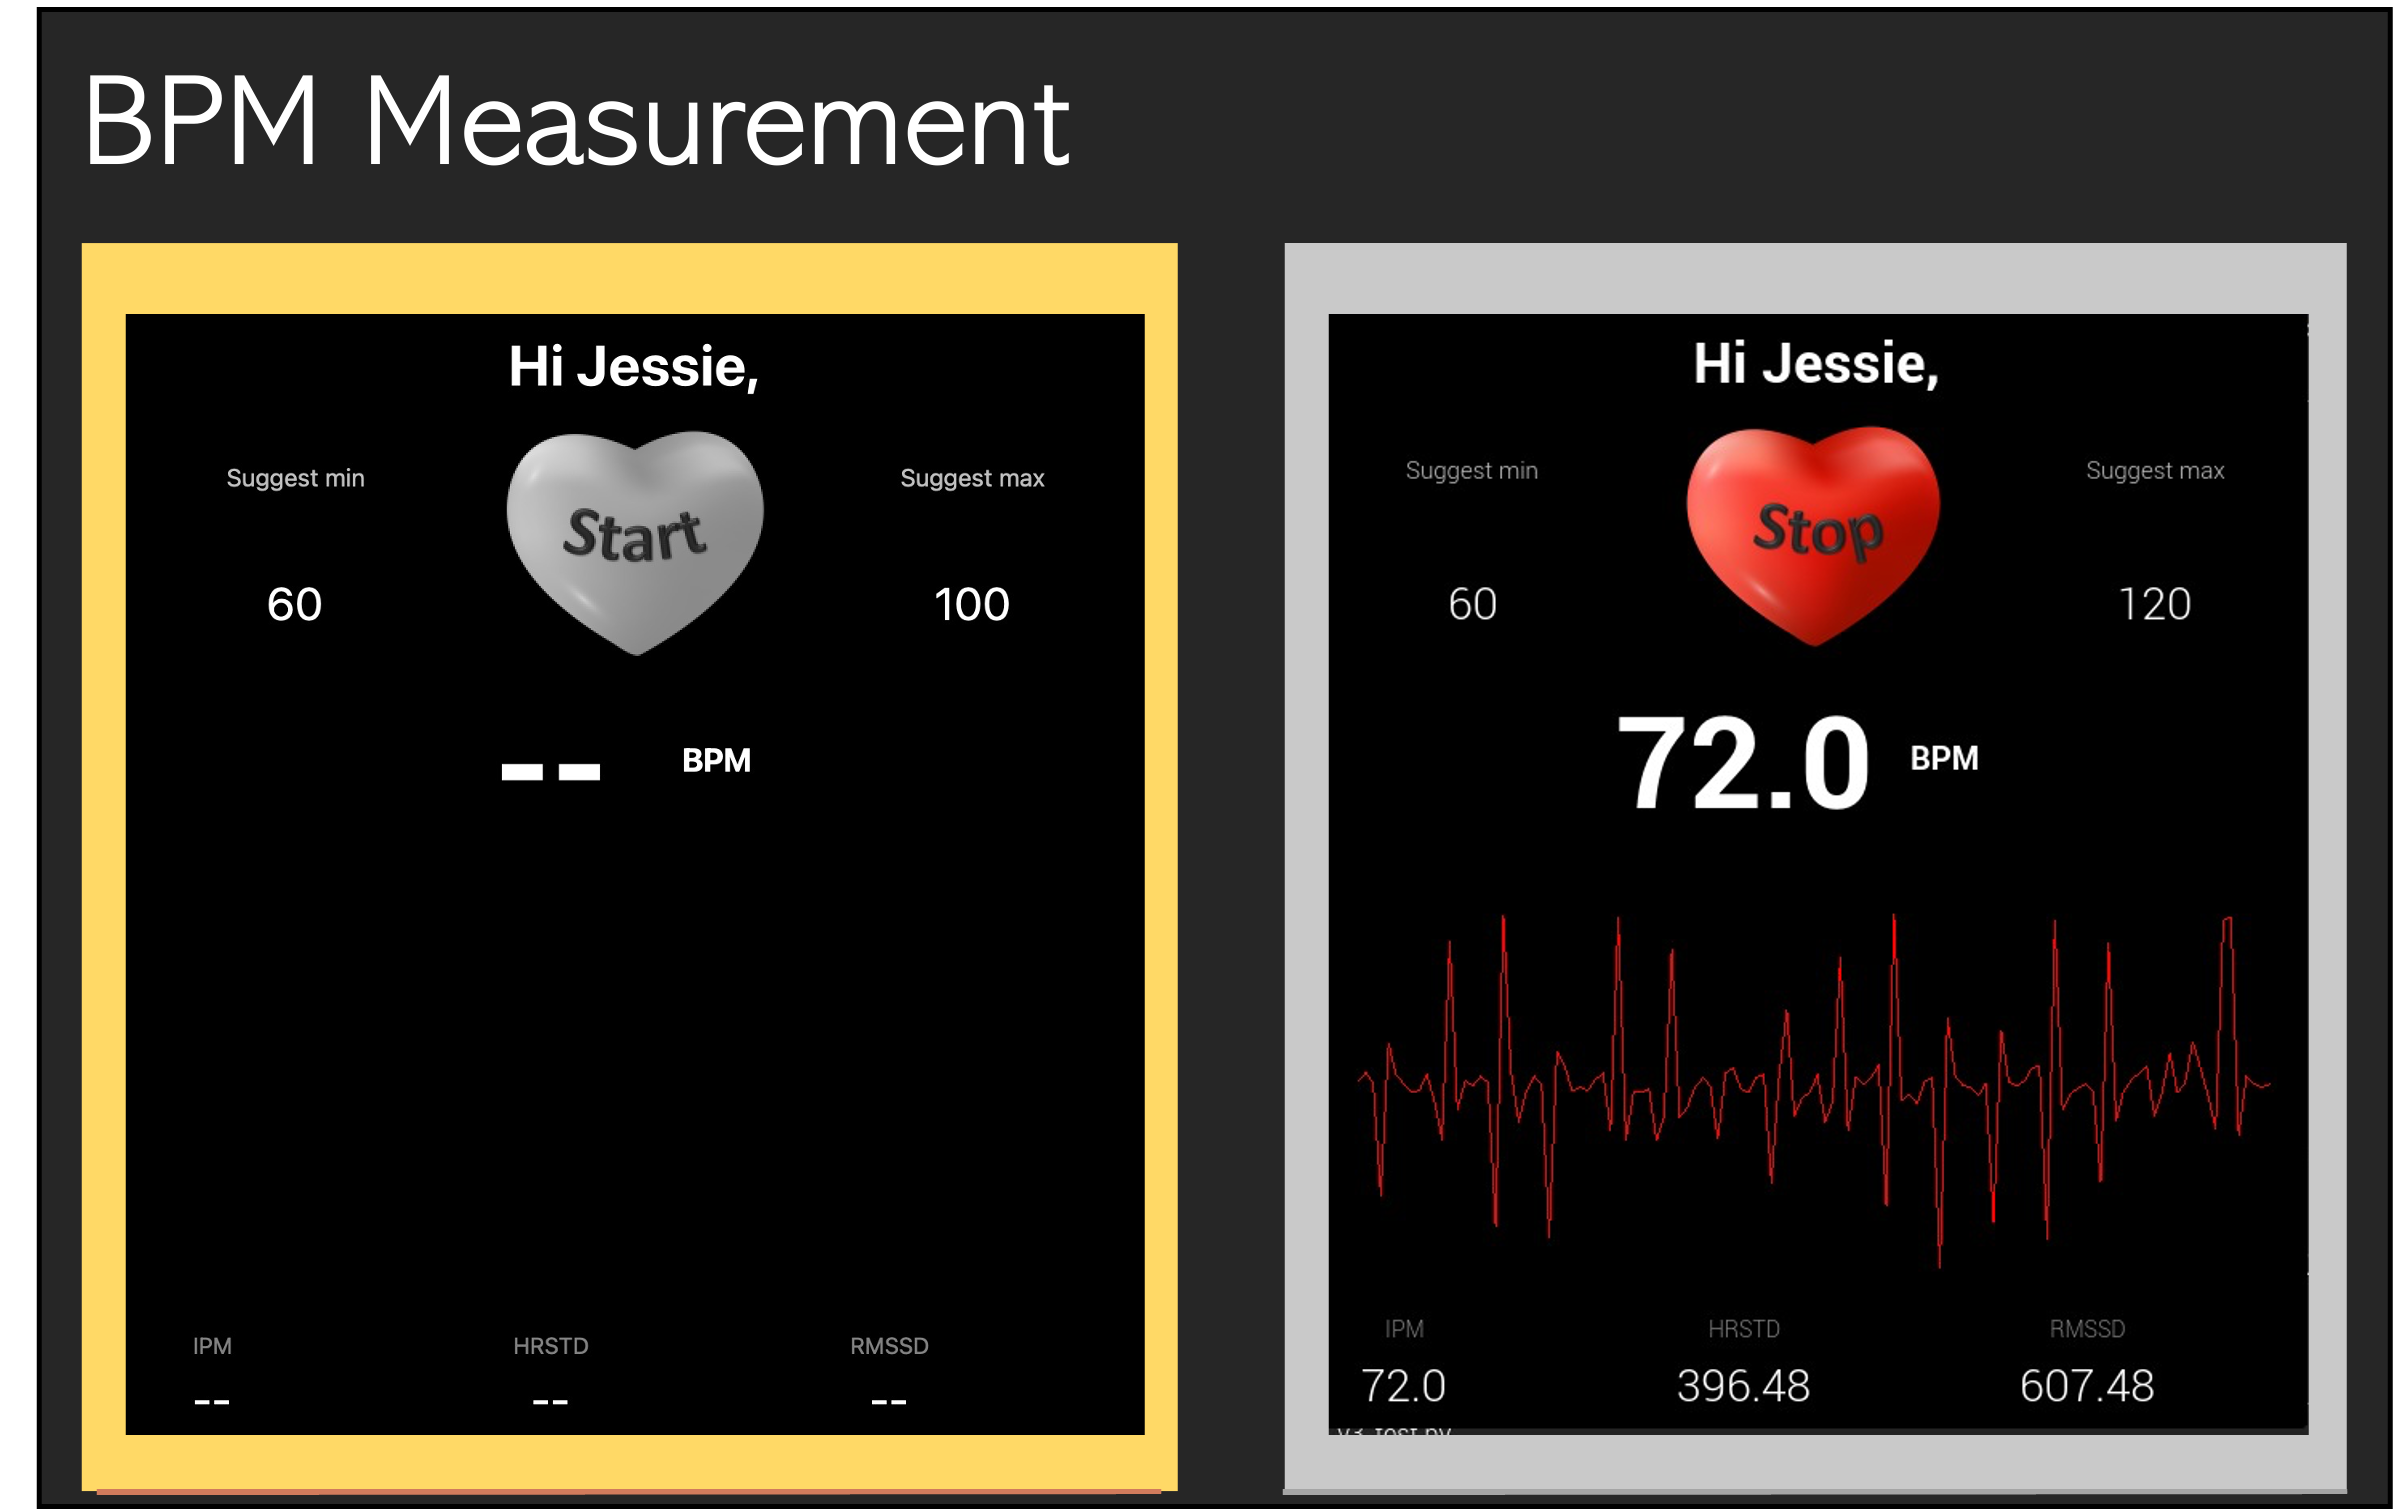 BPM Measurement
Hi Jessie,
Suggest min
Start
Suggest max
60
100
-- BPM
IPM HRSTD RMSSD
-- -- --
Hi Jessie,
Suggest min
Stop
Suggest max
60
120
72.0 BPM
IPM HRSTD RMSSD
72.0 396.48 607.48